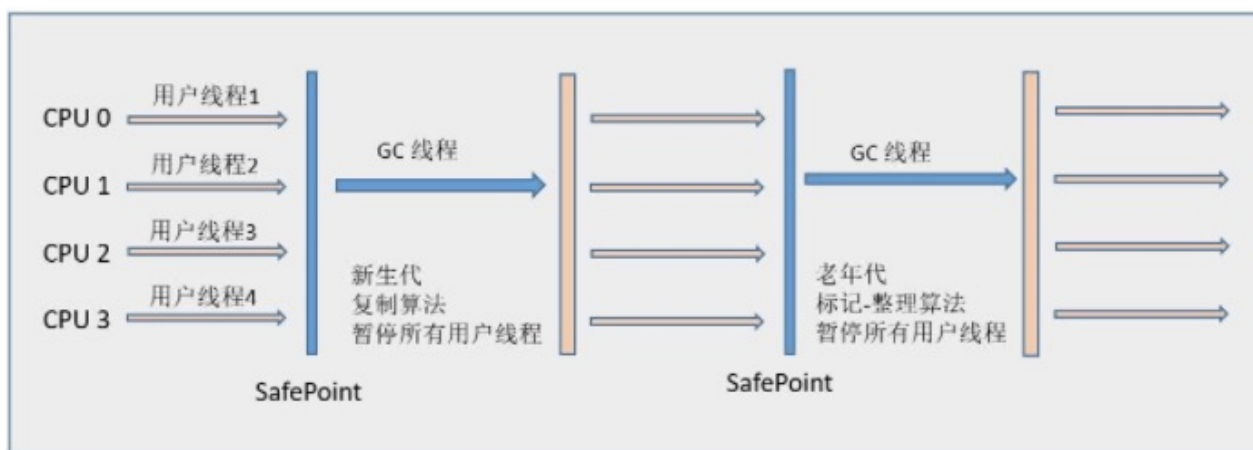 CPU 0
用户线程1
CPU 1
用户线程2
CPU 2
用户线程3
CPU 3
用户线程4
SafePoint
GC 线程
新生代
复制算法
暂停所有用户线程
SafePoint
GC 线程
老年代
标记-整理算法
暂停所有用户线程